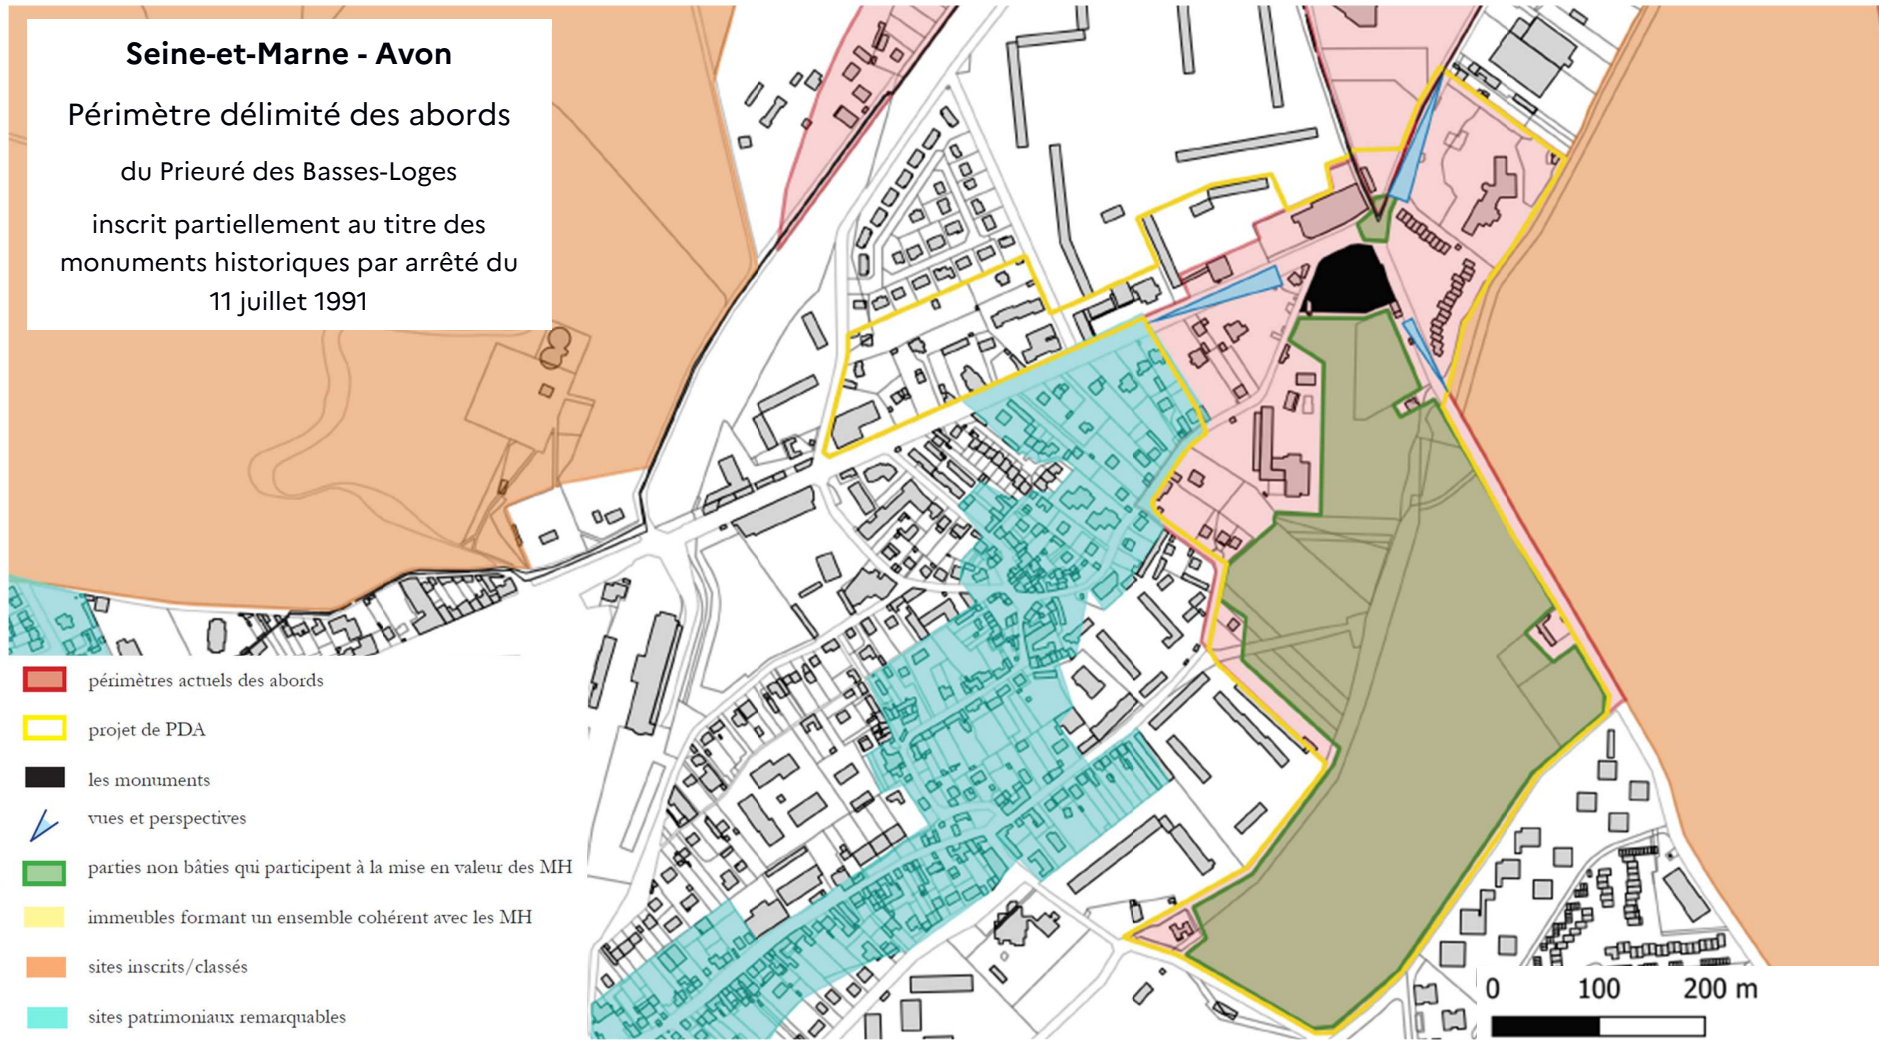 Seine-et-Marne - Avon
Périmètre délimité des abords
du Prieuré des Basses-Loges
inscrit partiellement au titre des
monuments historiques par arrêté du
11 juillet 1991
périmètres actuels des abords
projet de PDA
les monuments
vues et perspectives
parties non bâties qui participent à la mise en valeur des MH
immeubles formant un ensemble cohérent avec les MH
sites inscrits/classés
sites patrimoniaux remarquables
0 100 200 m